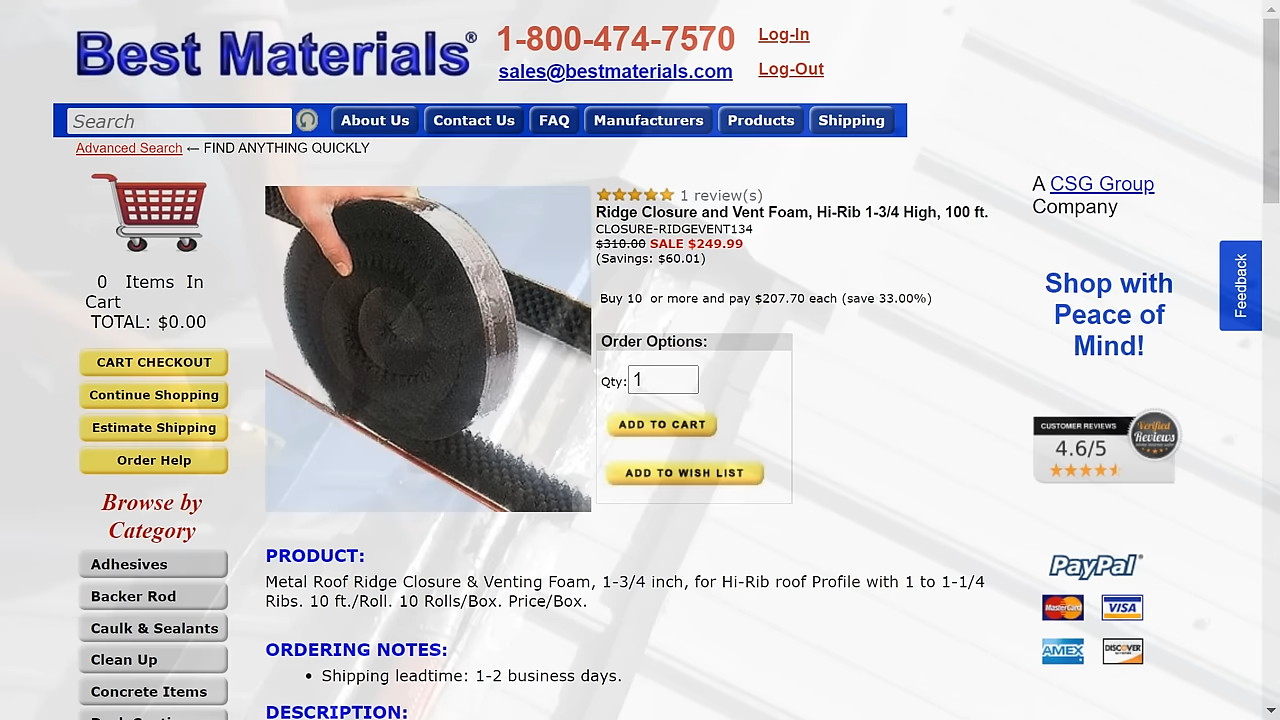 Best Materials®
1-800-474-7570
sales@bestmaterials.com
Log-In
Log-Out
Search
About Us
Contact Us
FAQ
Manufacturers
Products
Shipping
Advanced Search ← FIND ANYTHING QUICKLY
0 Items In
Cart
TOTAL: $0.00
CART CHECKOUT
Continue Shopping
Estimate Shipping
Order Help
Browse by
Category
Adhesives
Backer Rod
Caulk & Sealants
Clean Up
Concrete Items
1 review(s)
Ridge Closure and Vent Foam, Hi-Rib 1-3/4 High, 100 ft.
CLOSURE-RIDGEVENT134
$310.00 SALE $249.99
(Savings: $60.01)
Buy 10 or more and pay $207.70 each (save 33.00%)
Order Options:
Qty: 1
ADD TO CART
ADD TO WISH LIST
PRODUCT:
Metal Roof Ridge Closure & Venting Foam, 1-3/4 inch, for Hi-Rib roof Profile with 1 to 1-1/4
Ribs. 10 ft./Roll. 10 Rolls/Box. Price/Box.
ORDERING NOTES:
• Shipping leadtime: 1-2 business days.
DESCRIPTION:
A CSG Group
Company
Feedback
Shop with
Peace of
Mind!
CUSTOMER REVIEWS
4.6/5
Verified
Reviews
PayPal
MasterCard
VISA
AMEX
DISCOVER